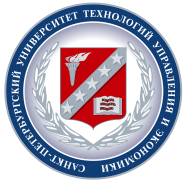 САНКТ-ПЕТЕРБУРГСКИЙ УНИВЕРСИТЕТ ТЕХНОЛОГИЙ УПРАВЛЕНИЯ И ЭКОНОМИКИ